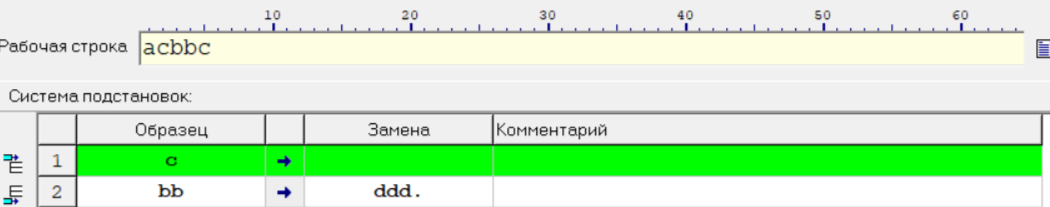 10 20 30 40 50 60
Рабочая строка acbbc
Система подстановок:
Образец Замена Комментарий
1 c →
2 bb → ddd.